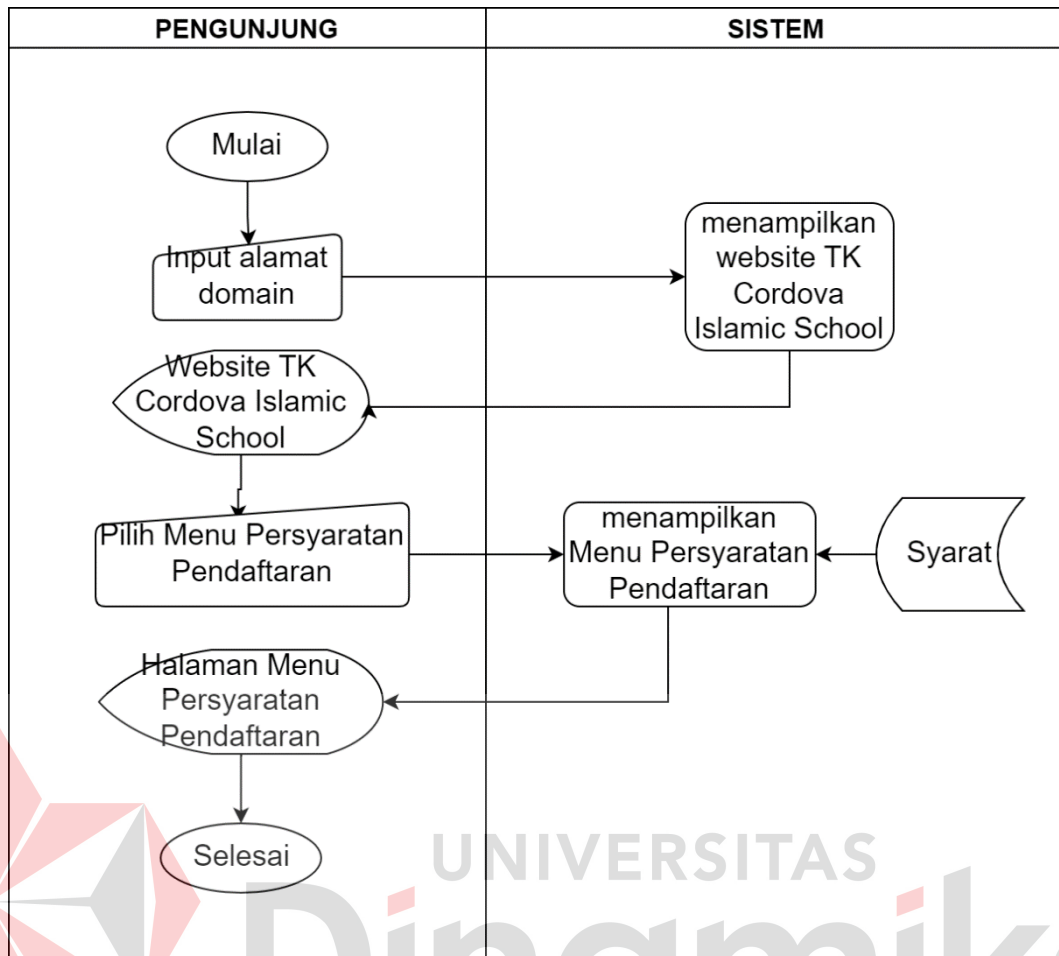 PENGUNJUNG
SISTEM
Mulai
Input alamat
domain
menampilkan
website TK
Cordova
Islamic School
Website TK
Cordova Islamic
School
Pilih Menu Persyaratan
Pendaftaran
menampilkan
Menu Persyaratan
Pendaftaran
Syarat
Halaman Menu
Persyaratan
Pendaftaran
Selesai
UNIVERSITAS
Dinamik